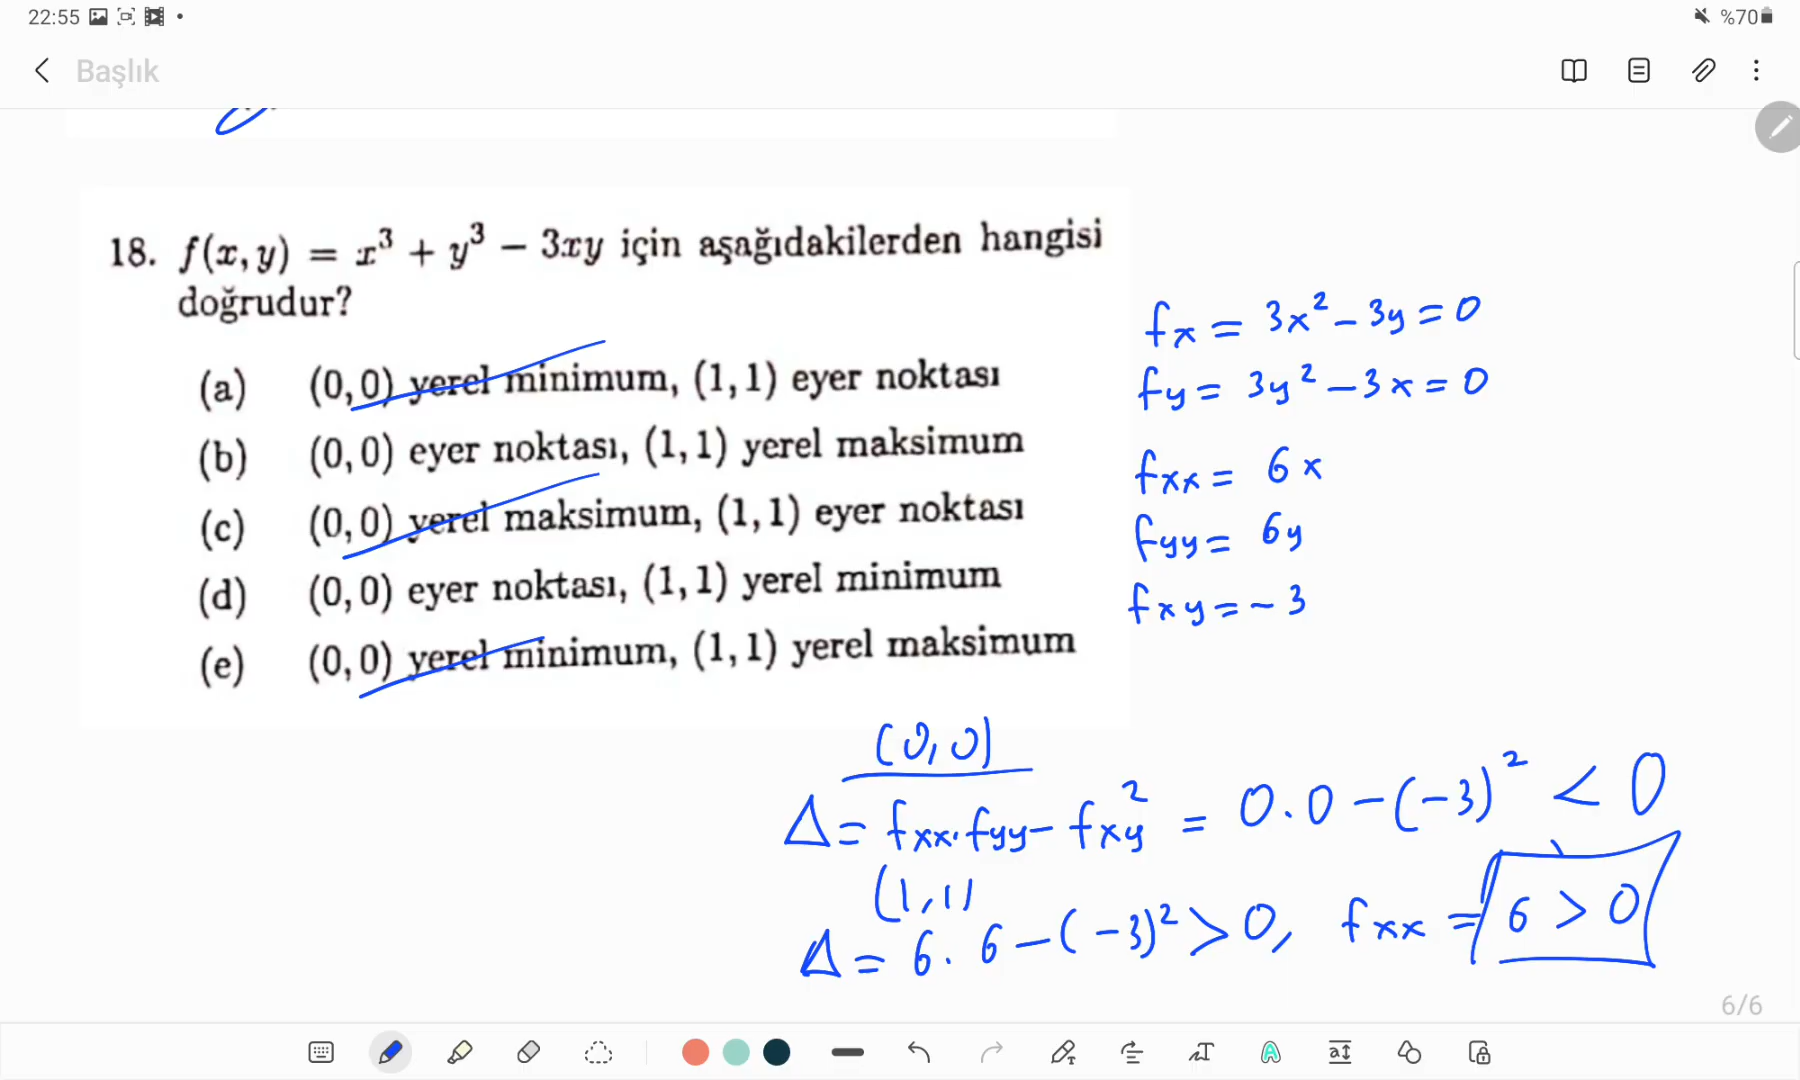 22:55
%70
Başlık
18. f(x, y) = x³ + y³ − 3xy için aşağıdakilerden hangisi
doğrudur?
(a) (0,0) yerel minimum, (1,1) eyer noktası
(b) (0,0) eyer noktası, (1,1) yerel maksimum
(c) (0,0) yerel maksimum, (1,1) eyer noktası
(d) (0,0) eyer noktası, (1,1) yerel minimum
(e) (0,0) yerel minimum, (1,1) yerel maksimum
fx = 3x² − 3y = 0
fy = 3y² − 3x = 0
fxx = 6x
fyy = 6y
fxy = −3
(0,0)
Δ = fxx.fyy − fxy² = 0.0 − (−3)² < 0
(1,1)
Δ = 6.6 − (−3)² > 0, fxx = 6 > 0
6/6